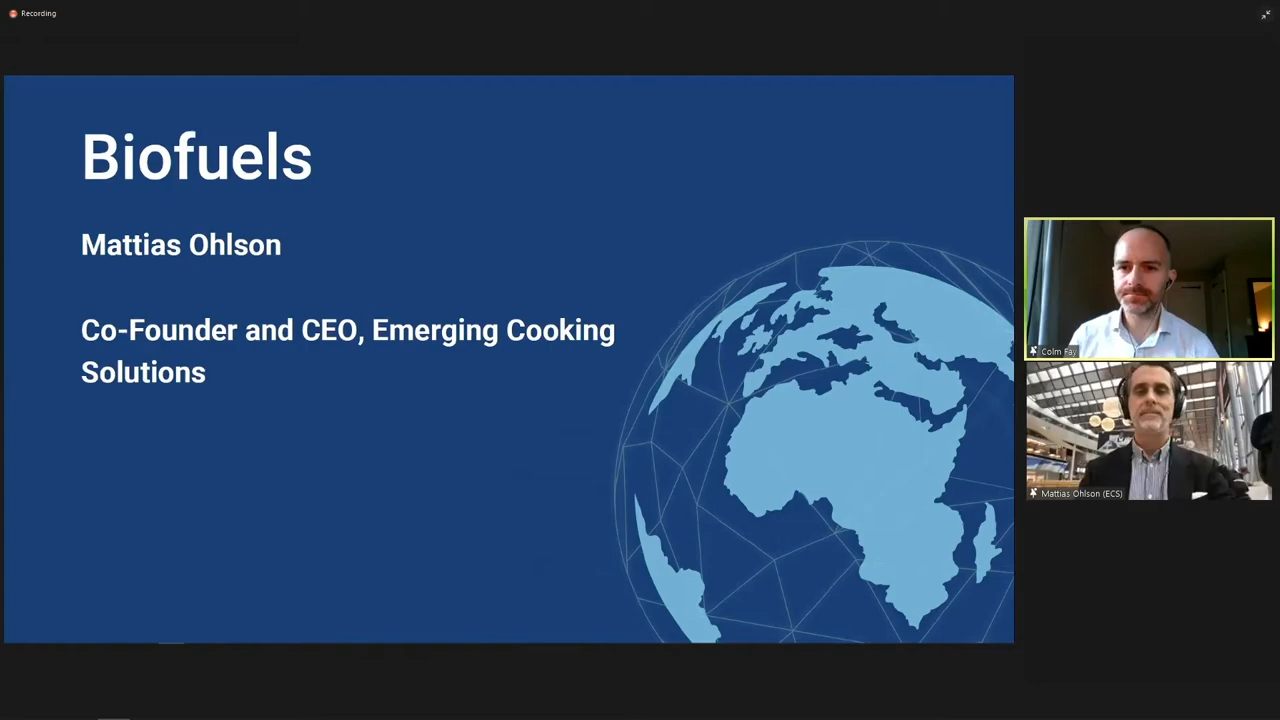 Recording
Biofuels
Mattias Ohlson
Co-Founder and CEO, Emerging Cooking
Solutions
Colm Fay
Mattias Ohlson (ECS)